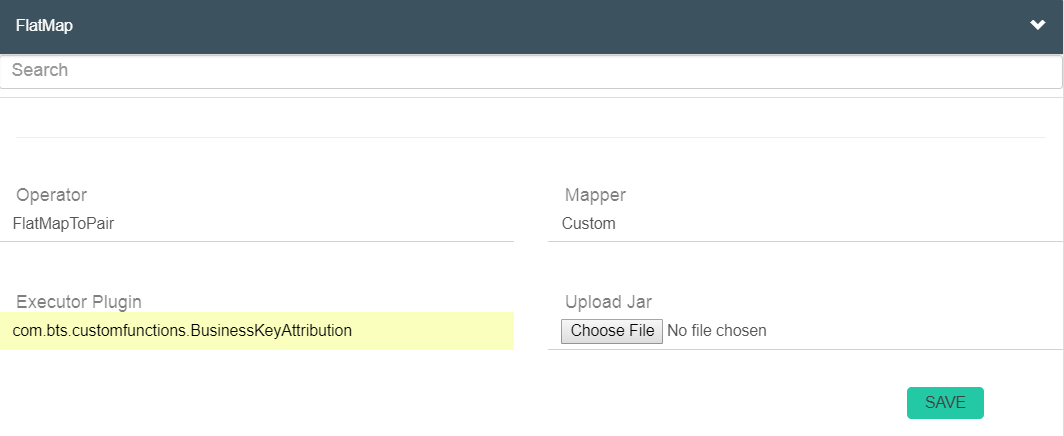 FlatMap
Search
Operator
Mapper
FlatMapToPair
Custom
Executor Plugin
Upload Jar
com.bts.customfunctions.BusinessKeyAttribution
Choose File No file chosen
SAVE